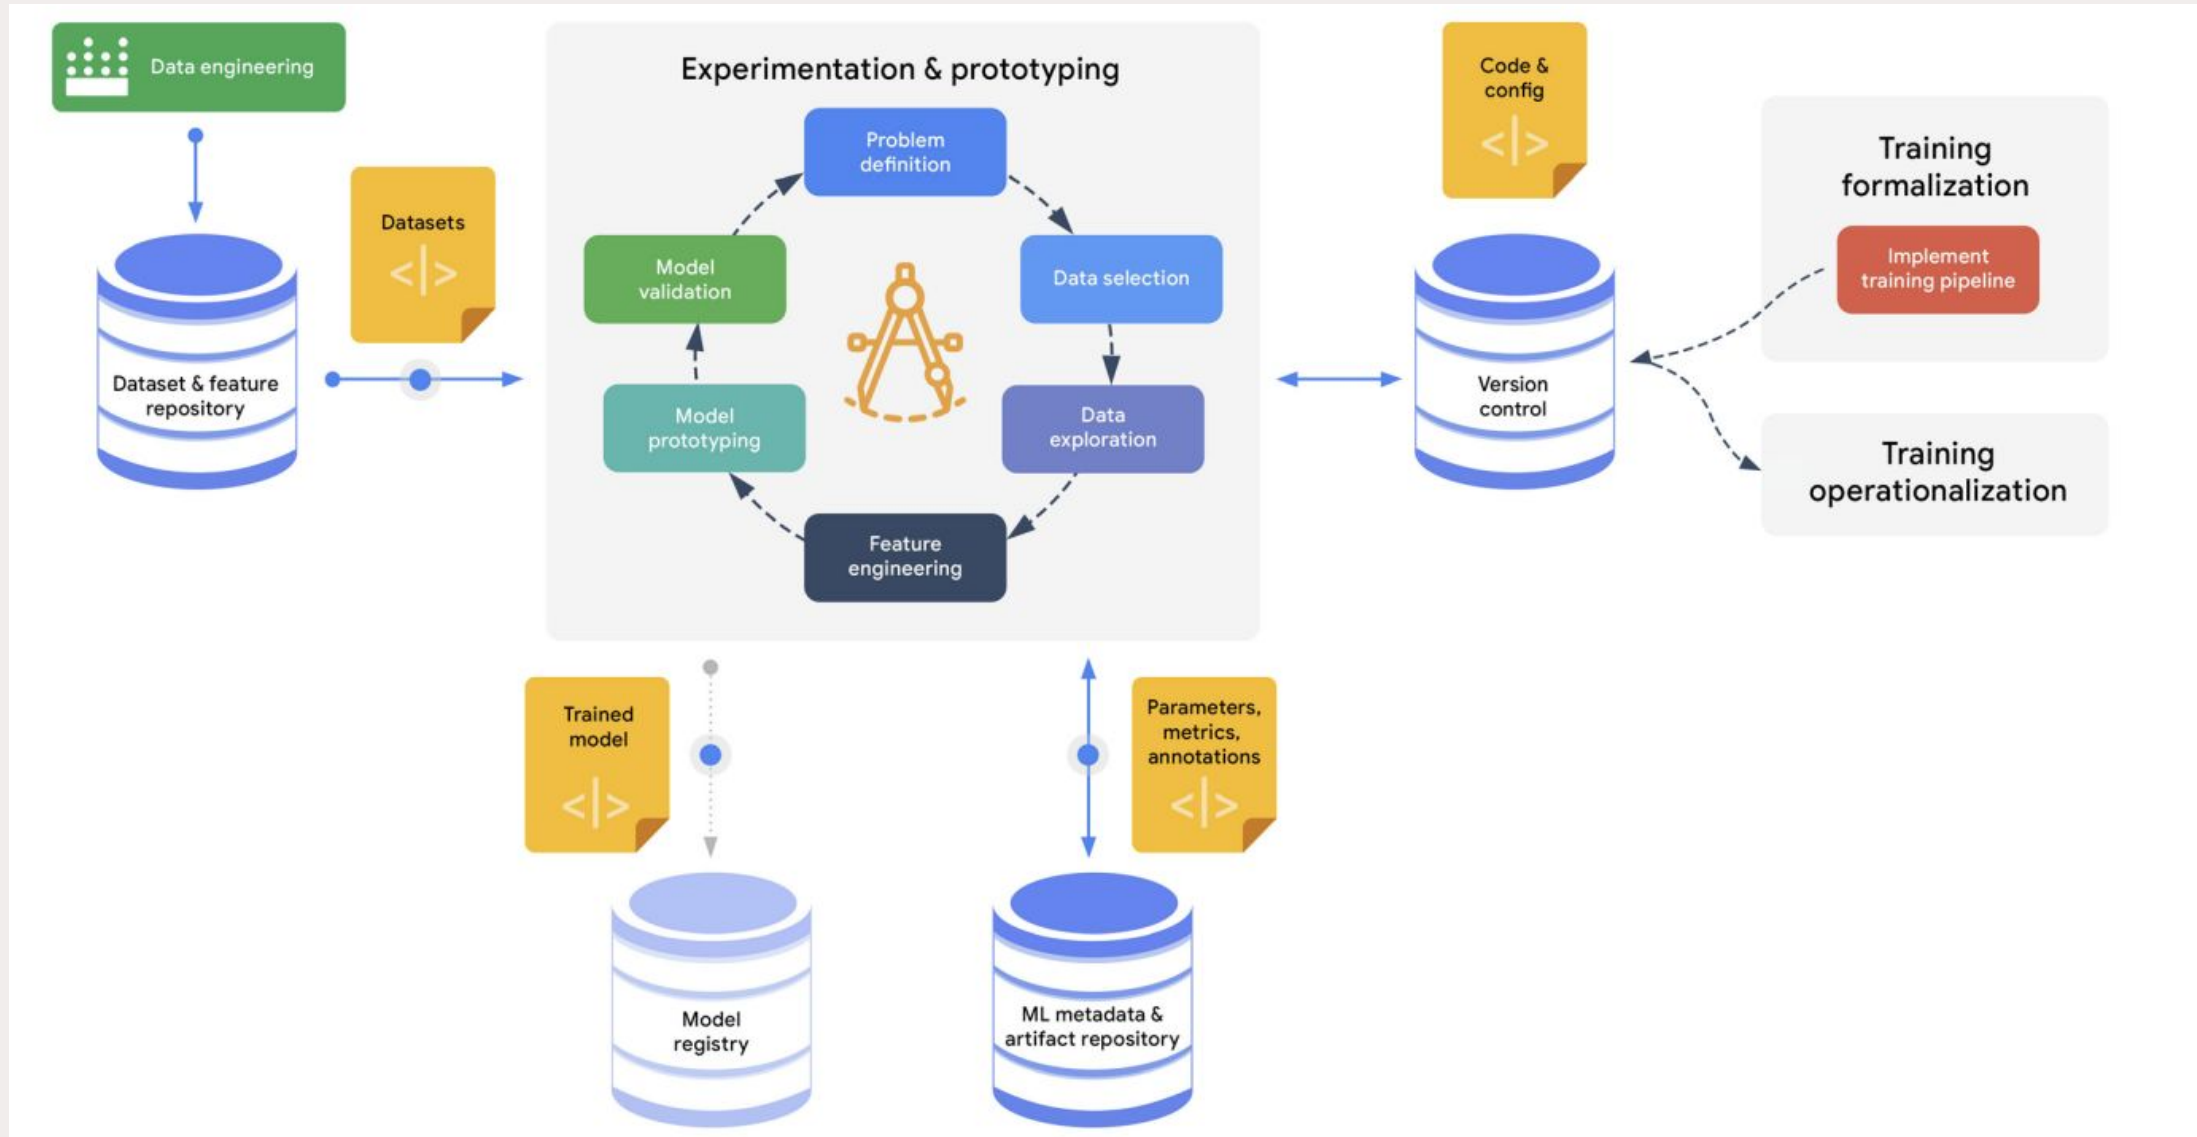 Data engineering
Datasets
</>
Dataset & feature
repository
Experimentation & prototyping
Problem
definition
Data selection
Data
exploration
Feature
engineering
Model
prototyping
Model
validation
Code &
config
<|>
Version
control
Training
formalization
Implement
training pipeline
Training
operationalization
Trained
model
<|>
Model
registry
Parameters,
metrics,
annotations
<|>
ML metadata &
artifact repository